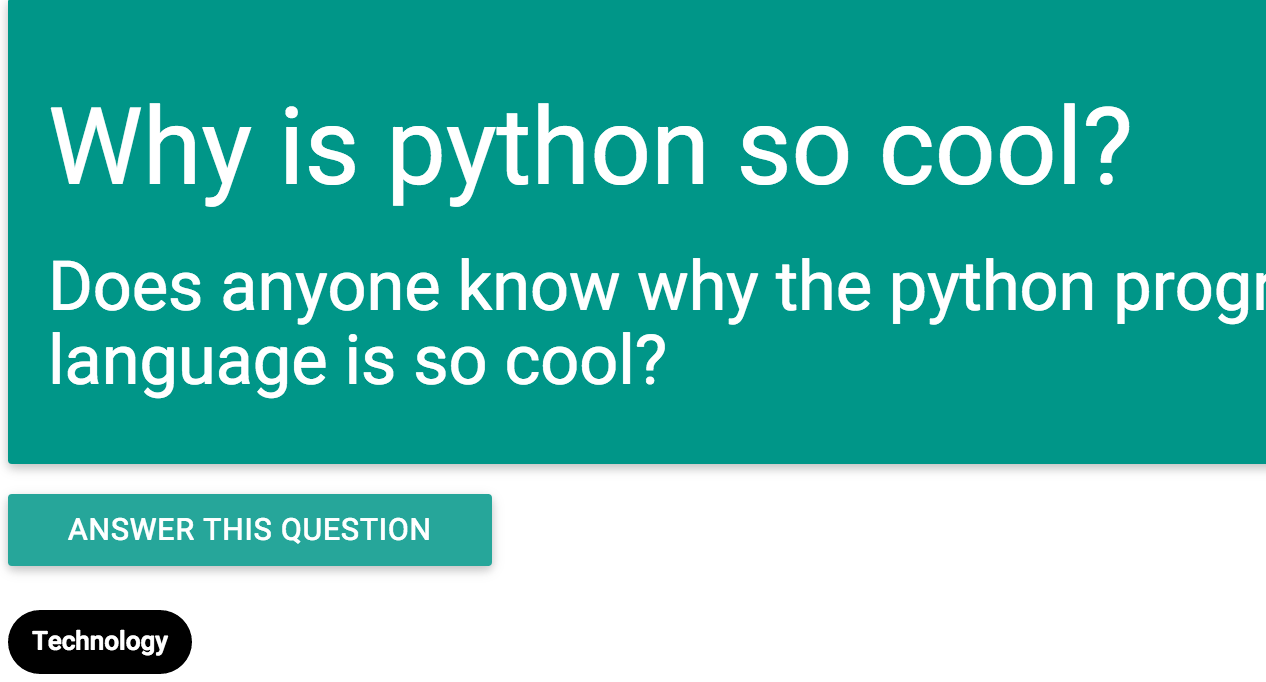 Why is python so cool?
Does anyone know why the python progr
language is so cool?
ANSWER THIS QUESTION
Technology